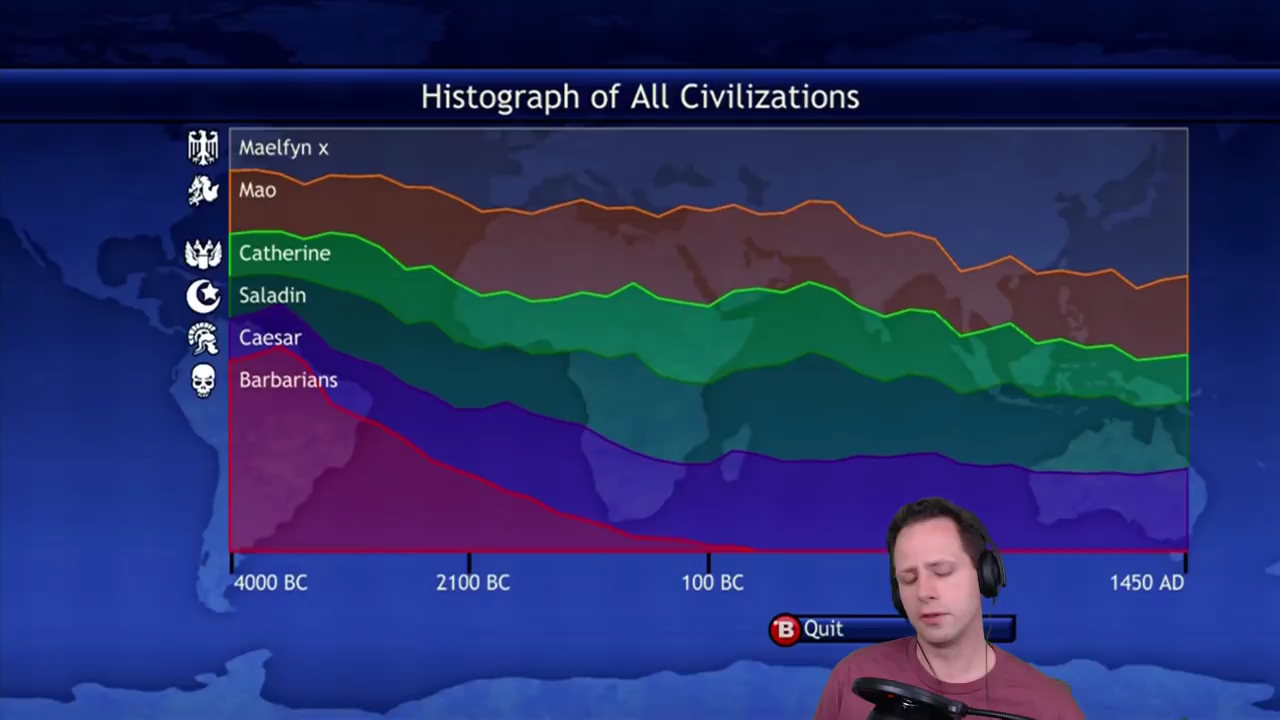 Histograph of All Civilizations
Maelfyn x
Mao
Catherine
Saladin
Caesar
Barbarians
4000 BC
2100 BC
100 BC
1450 AD
B Quit